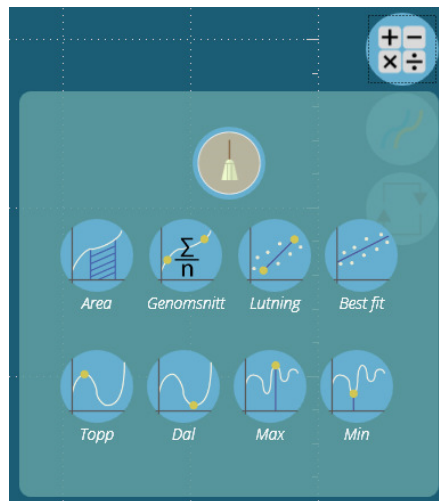 + −
× ÷
Σ
n
Area Genomsnitt Lutning Best fit
Topp Dal Max Min